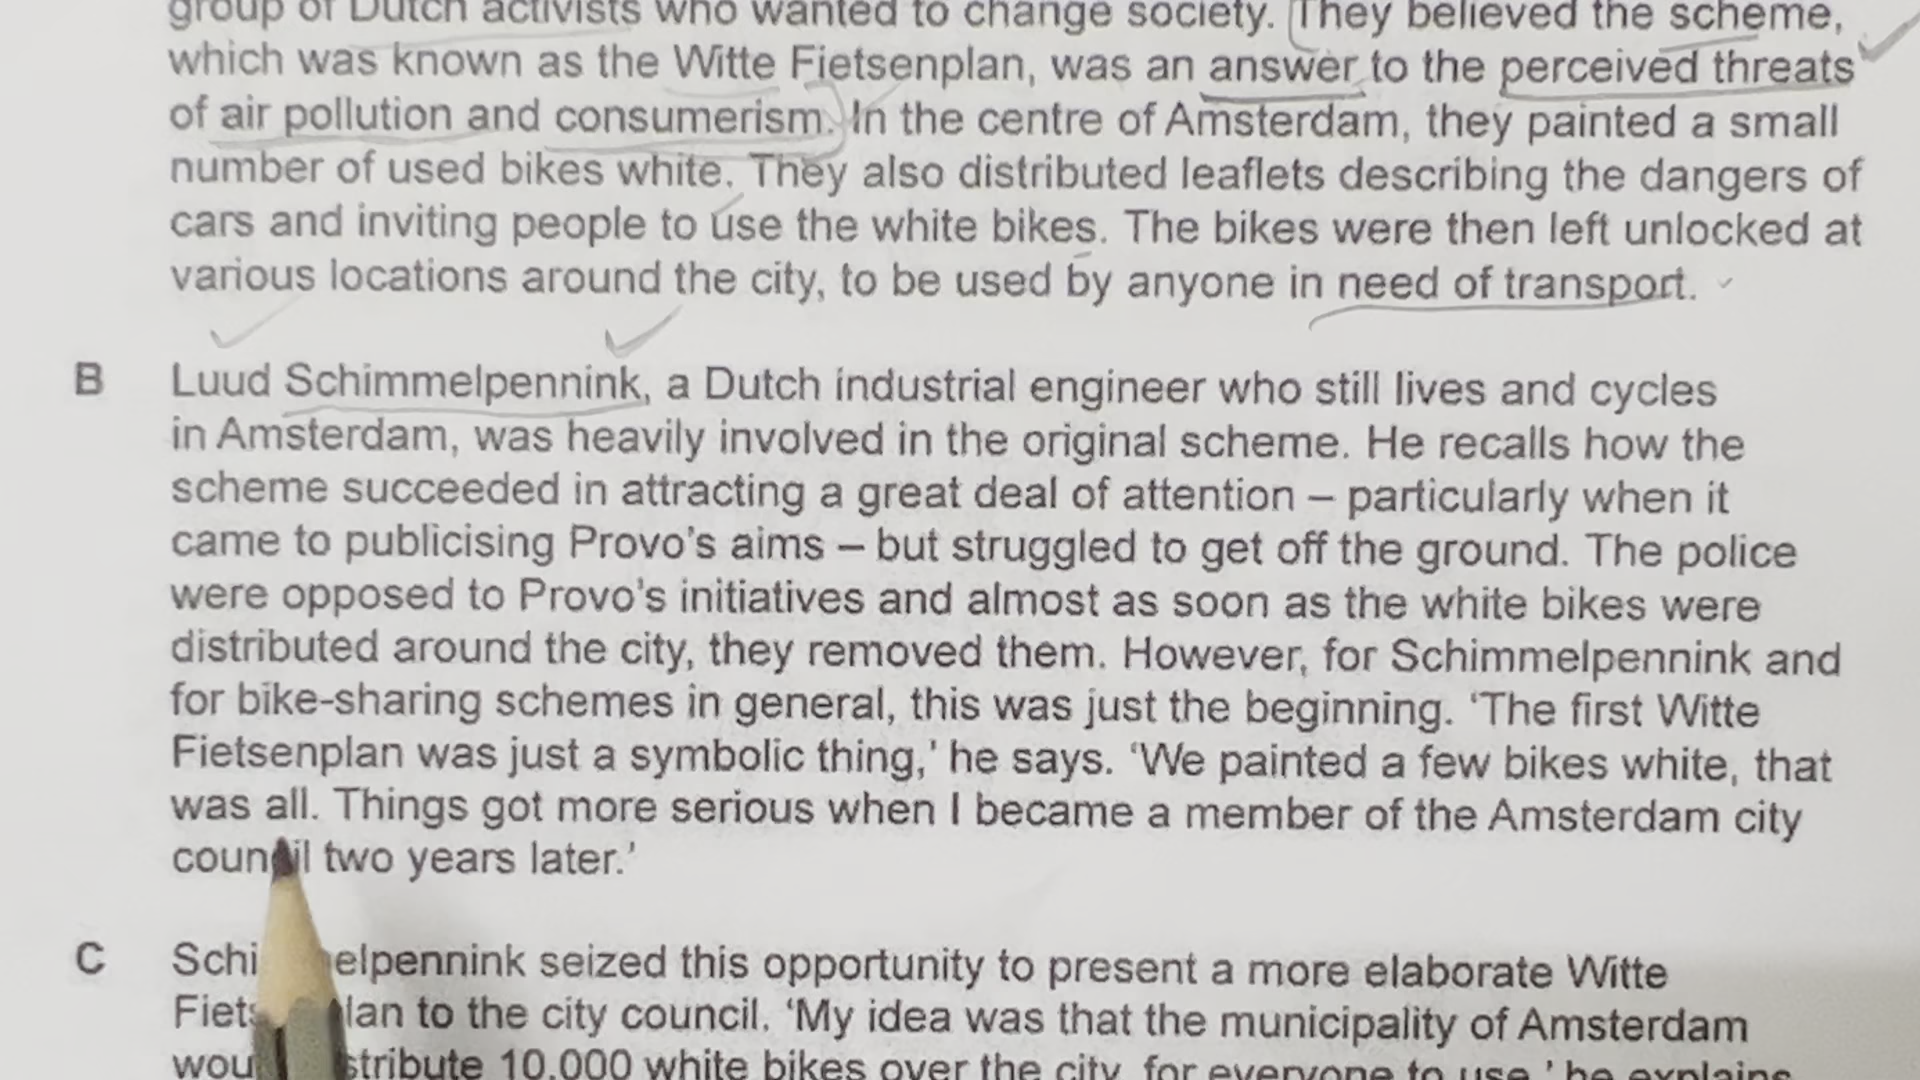 group of Dutch activists who wanted to change society. They believed the scheme,
which was known as the Witte Fietsenplan, was an answer to the perceived threats
of air pollution and consumerism. In the centre of Amsterdam, they painted a small
number of used bikes white. They also distributed leaflets describing the dangers of
cars and inviting people to use the white bikes. The bikes were then left unlocked at
various locations around the city, to be used by anyone in need of transport.
B Luud Schimmelpennink, a Dutch industrial engineer who still lives and cycles
in Amsterdam, was heavily involved in the original scheme. He recalls how the
scheme succeeded in attracting a great deal of attention – particularly when it
came to publicising Provo's aims – but struggled to get off the ground. The police
were opposed to Provo's initiatives and almost as soon as the white bikes were
distributed around the city, they removed them. However, for Schimmelpennink and
for bike-sharing schemes in general, this was just the beginning. ‘The first Witte
Fietsenplan was just a symbolic thing,’ he says. ‘We painted a few bikes white, that
was all. Things got more serious when I became a member of the Amsterdam city
council two years later.’
C Schimmelpennink seized this opportunity to present a more elaborate Witte
Fietsenplan to the city council. ‘My idea was that the municipality of Amsterdam
would distribute 10,000 white bikes over the city, for everyone to use,’ he explains.